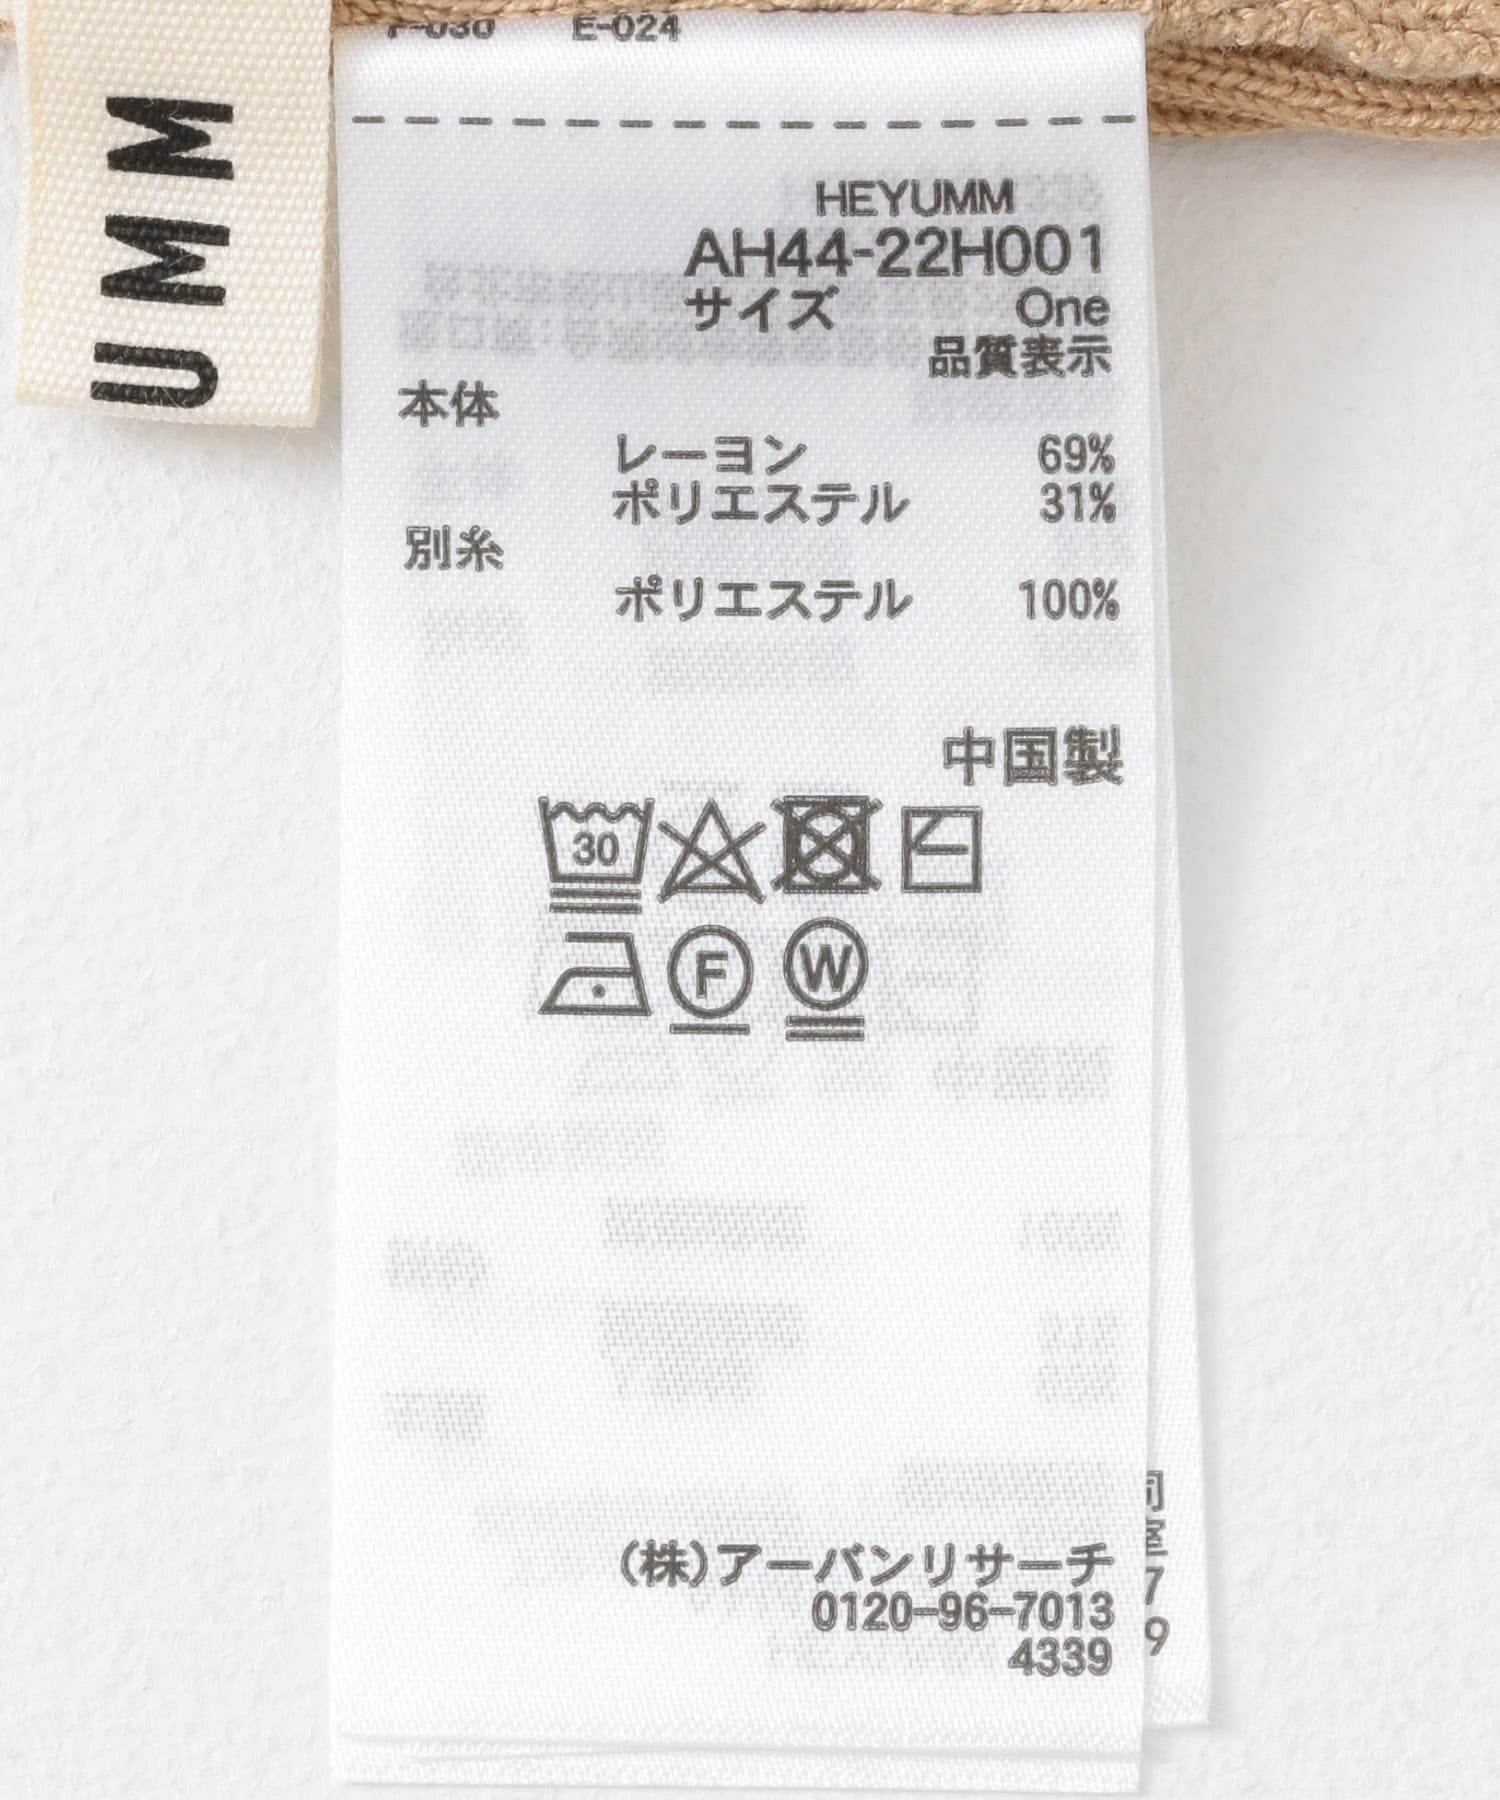 UMM
E-024
HEYUMM
AH44-22H001
サイズ One
品質表示
本体
レーヨン 69%
ポリエステル 31%
別糸
ポリエステル 100%
中国製
30
F W
(株)アーバンリサーチ
0120-96-7013
4339